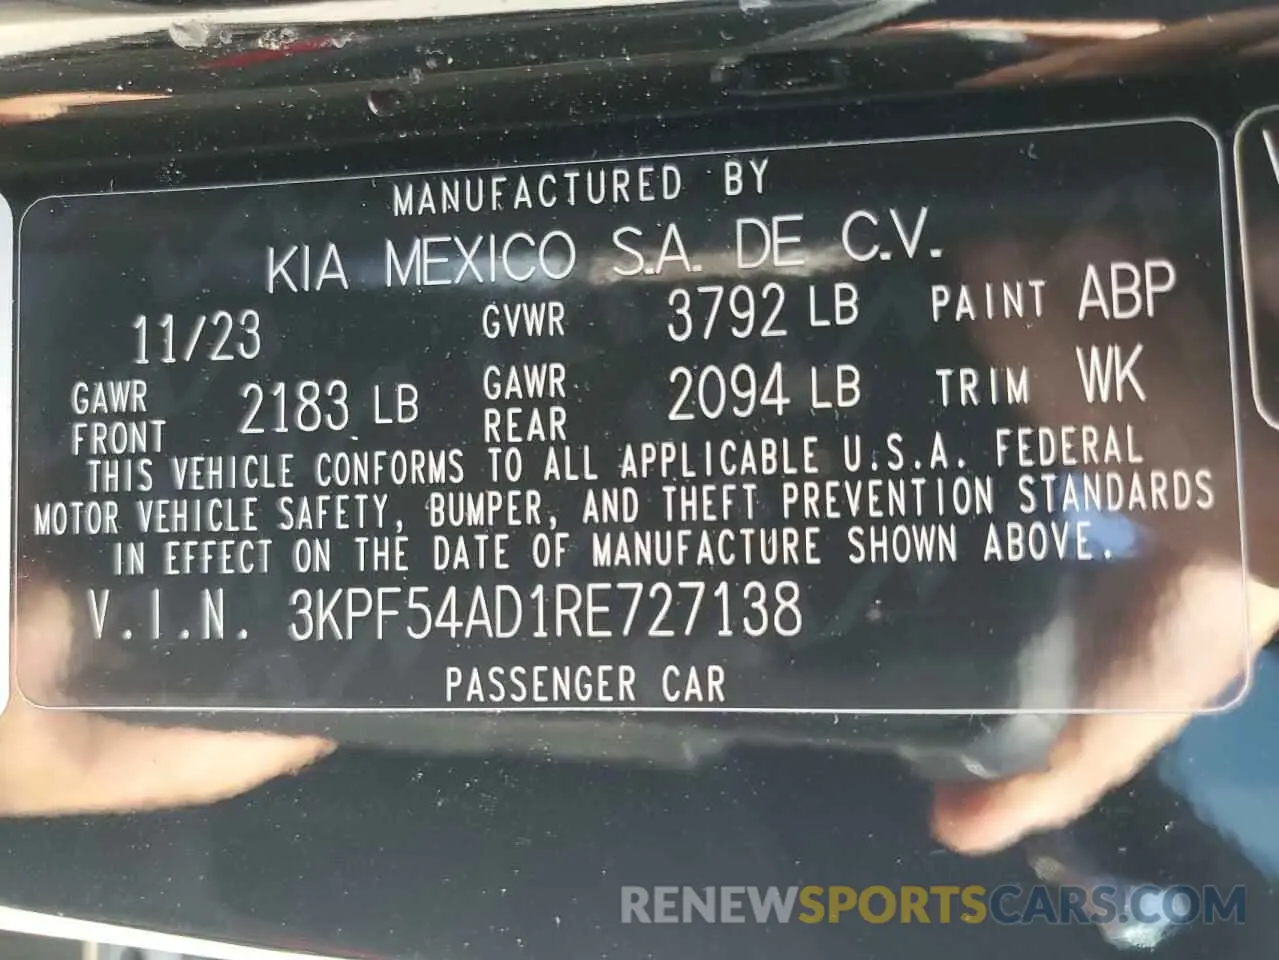 MANUFACTURED BY
KIA MEXICO S.A. DE C.V.
11/23 GVWR 3792 LB PAINT ABP
GAWR FRONT 2183 LB GAWR REAR 2094 LB TRIM WK
THIS VEHICLE CONFORMS TO ALL APPLICABLE U.S.A. FEDERAL
MOTOR VEHICLE SAFETY, BUMPER, AND THEFT PREVENTION STANDARDS
IN EFFECT ON THE DATE OF MANUFACTURE SHOWN ABOVE.
V.I.N. 3KPF54AD1RE727138
PASSENGER CAR
RENEWSPORTSCARS.COM